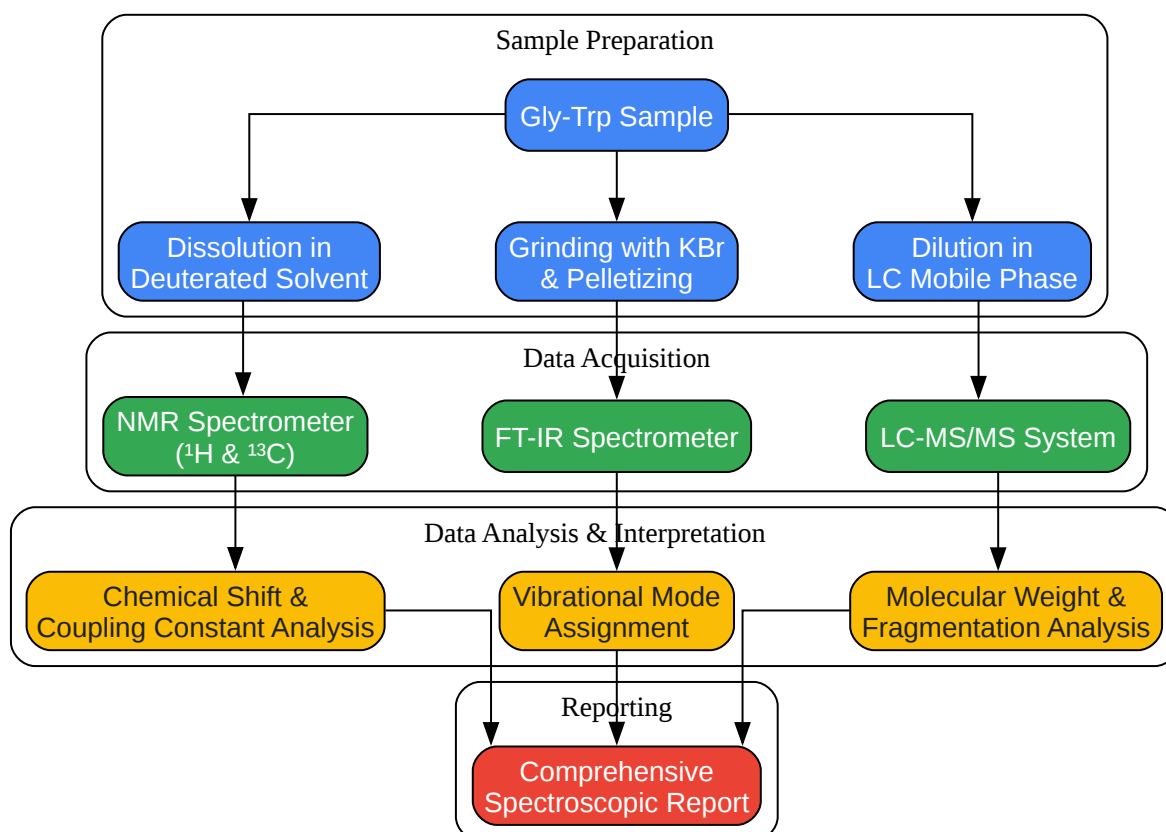 Sample Preparation
Gly-Trp Sample
Dissolution in
Deuterated Solvent
Grinding with KBr
& Pelletizing
Dilution in
LC Mobile Phase
Data Acquisition
NMR Spectrometer
(¹H & ¹³C)
FT-IR Spectrometer
LC-MS/MS System
Data Analysis & Interpretation
Chemical Shift &
Coupling Constant Analysis
Vibrational Mode
Assignment
Molecular Weight &
Fragmentation Analysis
Reporting
Comprehensive
Spectroscopic Report